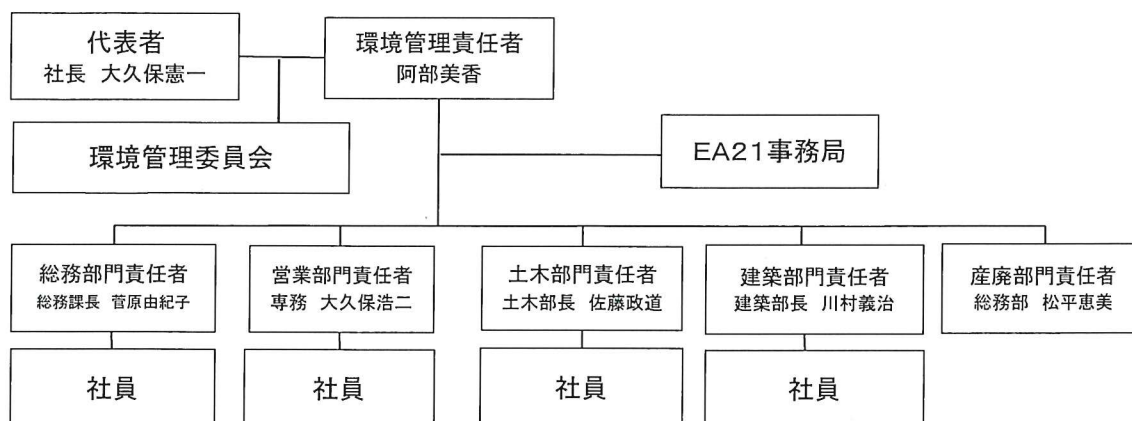 代表者
社長 大久保憲一
環境管理責任者
阿部美香
環境管理委員会
EA21事務局
総務部門責任者
総務課長 菅原由紀子
営業部門責任者
専務 大久保浩二
土木部門責任者
土木部長 佐藤政道
建築部門責任者
建築部長 川村義治
産廃部門責任者
総務部 松平恵美
社員
社員
社員
社員